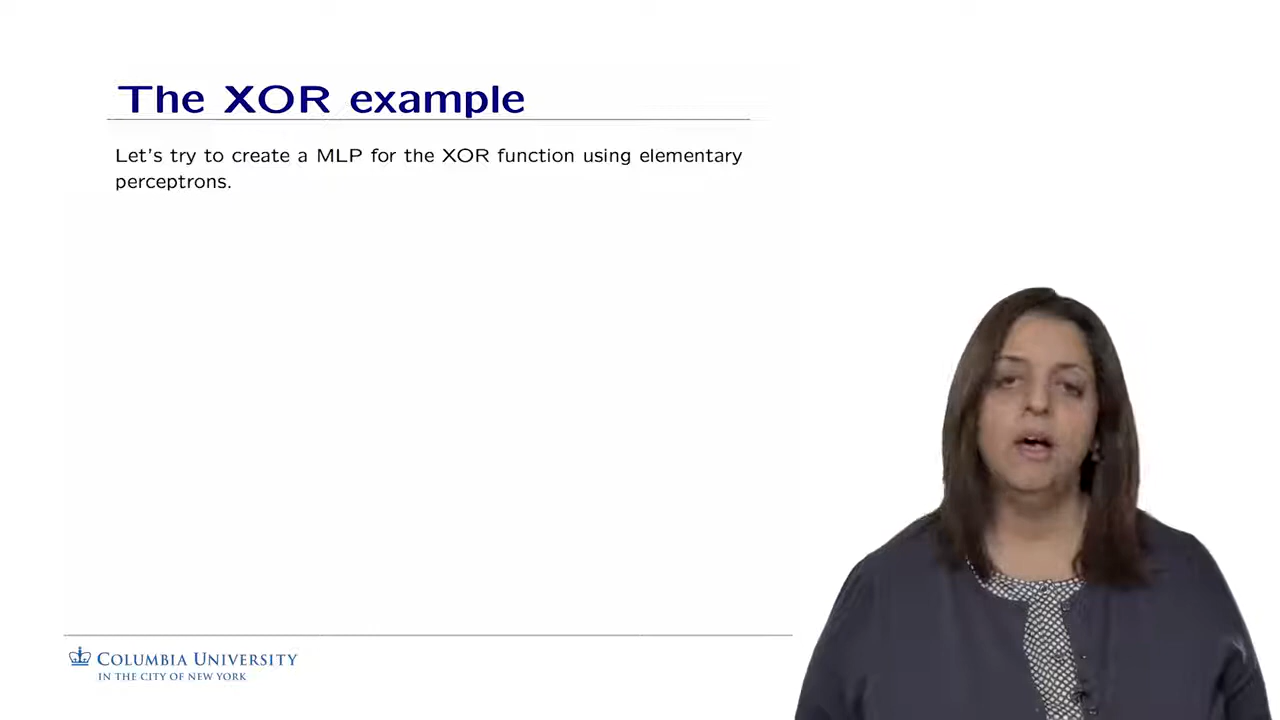 The XOR example
Let's try to create a MLP for the XOR function using elementary
perceptrons.
COLUMBIA UNIVERSITY
IN THE CITY OF NEW YORK